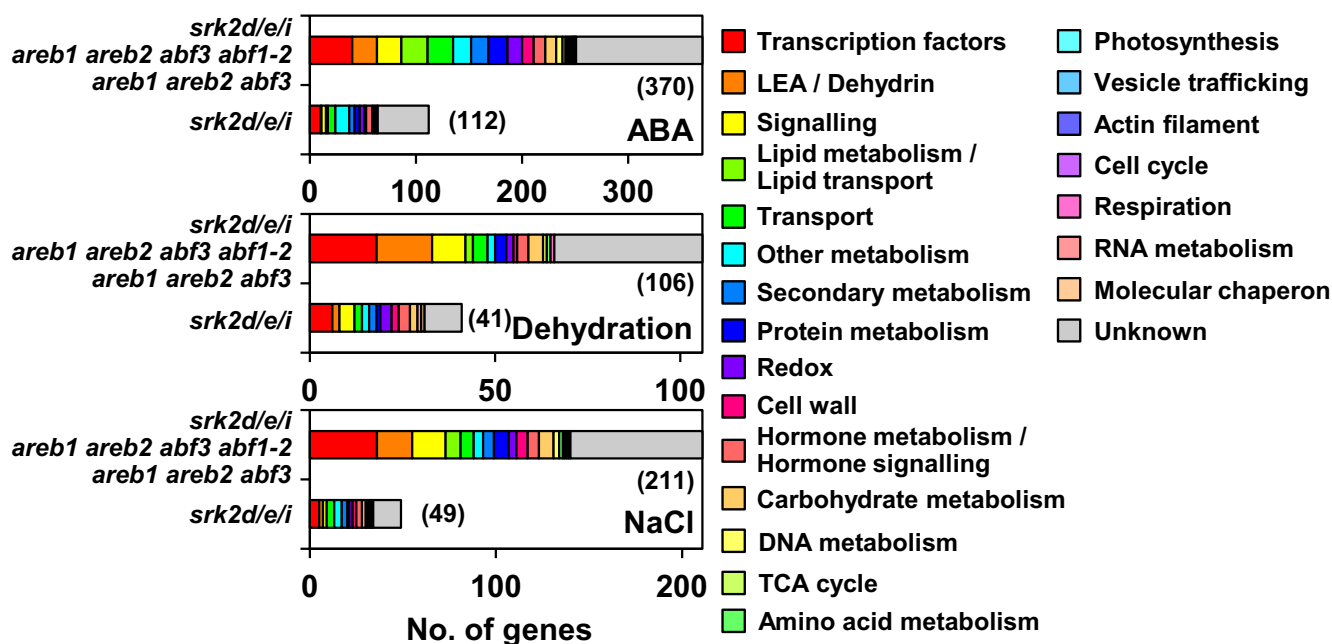 srk2d/e/i
areb1 areb2 abf3 abf1-2
areb1 areb2 abf3
srk2d/e/i
(370)
(112)
ABA
0 100 200 300
srk2d/e/i
areb1 areb2 abf3 abf1-2
areb1 areb2 abf3
srk2d/e/i
(106)
(41)
Dehydration
0 50 100
srk2d/e/i
areb1 areb2 abf3 abf1-2
areb1 areb2 abf3
srk2d/e/i
(211)
(49)
NaCl
0 100 200
No. of genes
Transcription factors
LEA / Dehydrin
Signalling
Lipid metabolism /
Lipid transport
Transport
Other metabolism
Secondary metabolism
Protein metabolism
Redox
Cell wall
Hormone metabolism /
Hormone signalling
Carbohydrate metabolism
DNA metabolism
TCA cycle
Amino acid metabolism
Photosynthesis
Vesicle trafficking
Actin filament
Cell cycle
Respiration
RNA metabolism
Molecular chaperon
Unknown